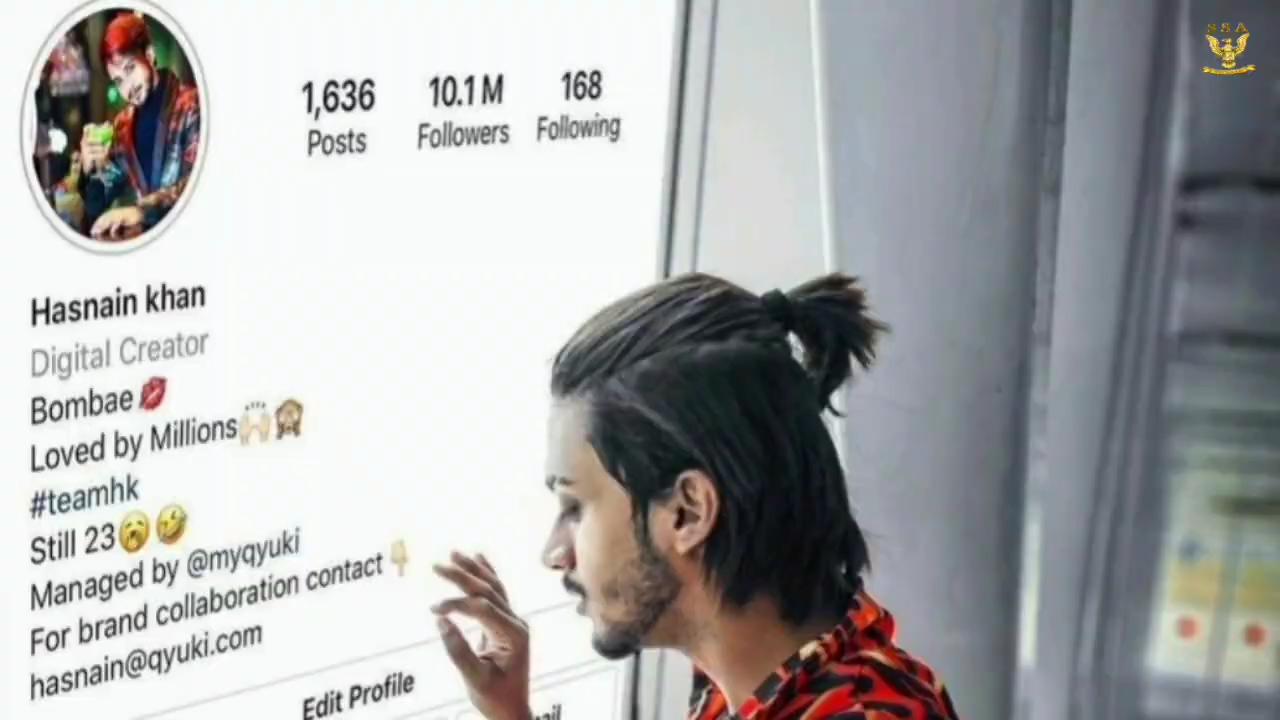 SSA
1,636
Posts
10.1 M
Followers
168
Following
Hasnain khan
Digital Creator
Bombae💋
Loved by Millions🙌🏻🙈
#teamhk
Still 23😭🤣
Managed by @myqyuki
For brand collaboration contact👇🏻
hasnain@qyuki.com
Edit Profile